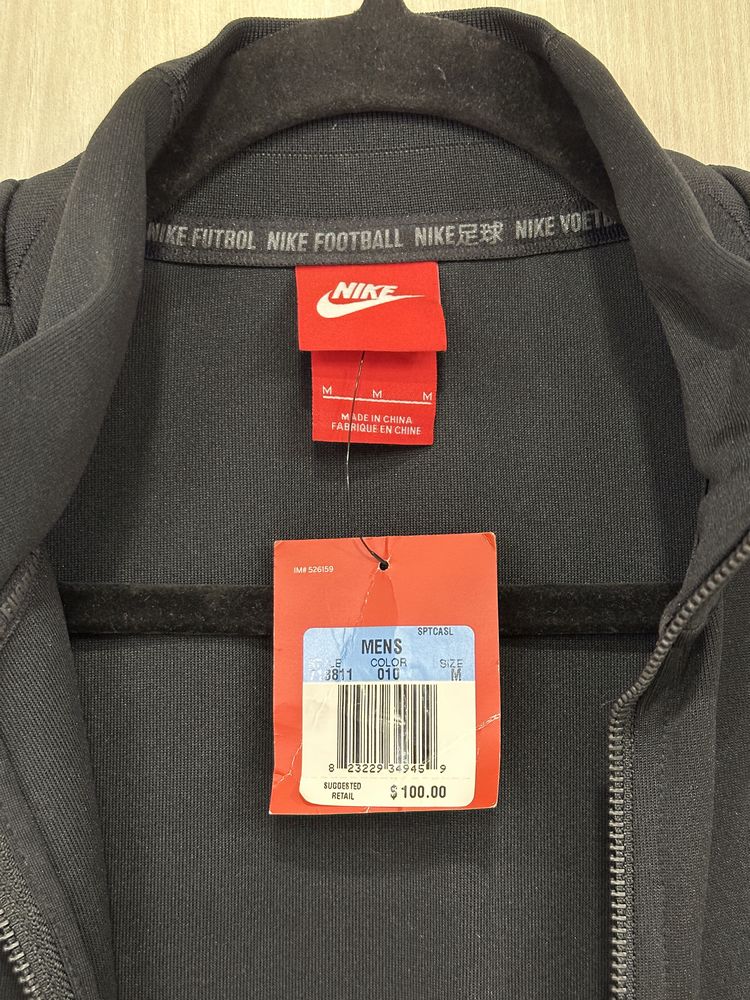 NIKE FUTBOL NIKE FOOTBALL NIKE足球 NIKE
NIKE
M M M
MADE IN CHINA
FABRIQUE EN CHINE
IM# 526159
SPTCASL
MENS
COLOR SIZE
010 M
8 23229 34945 9
SUGGESTED
RETAIL
$100.00